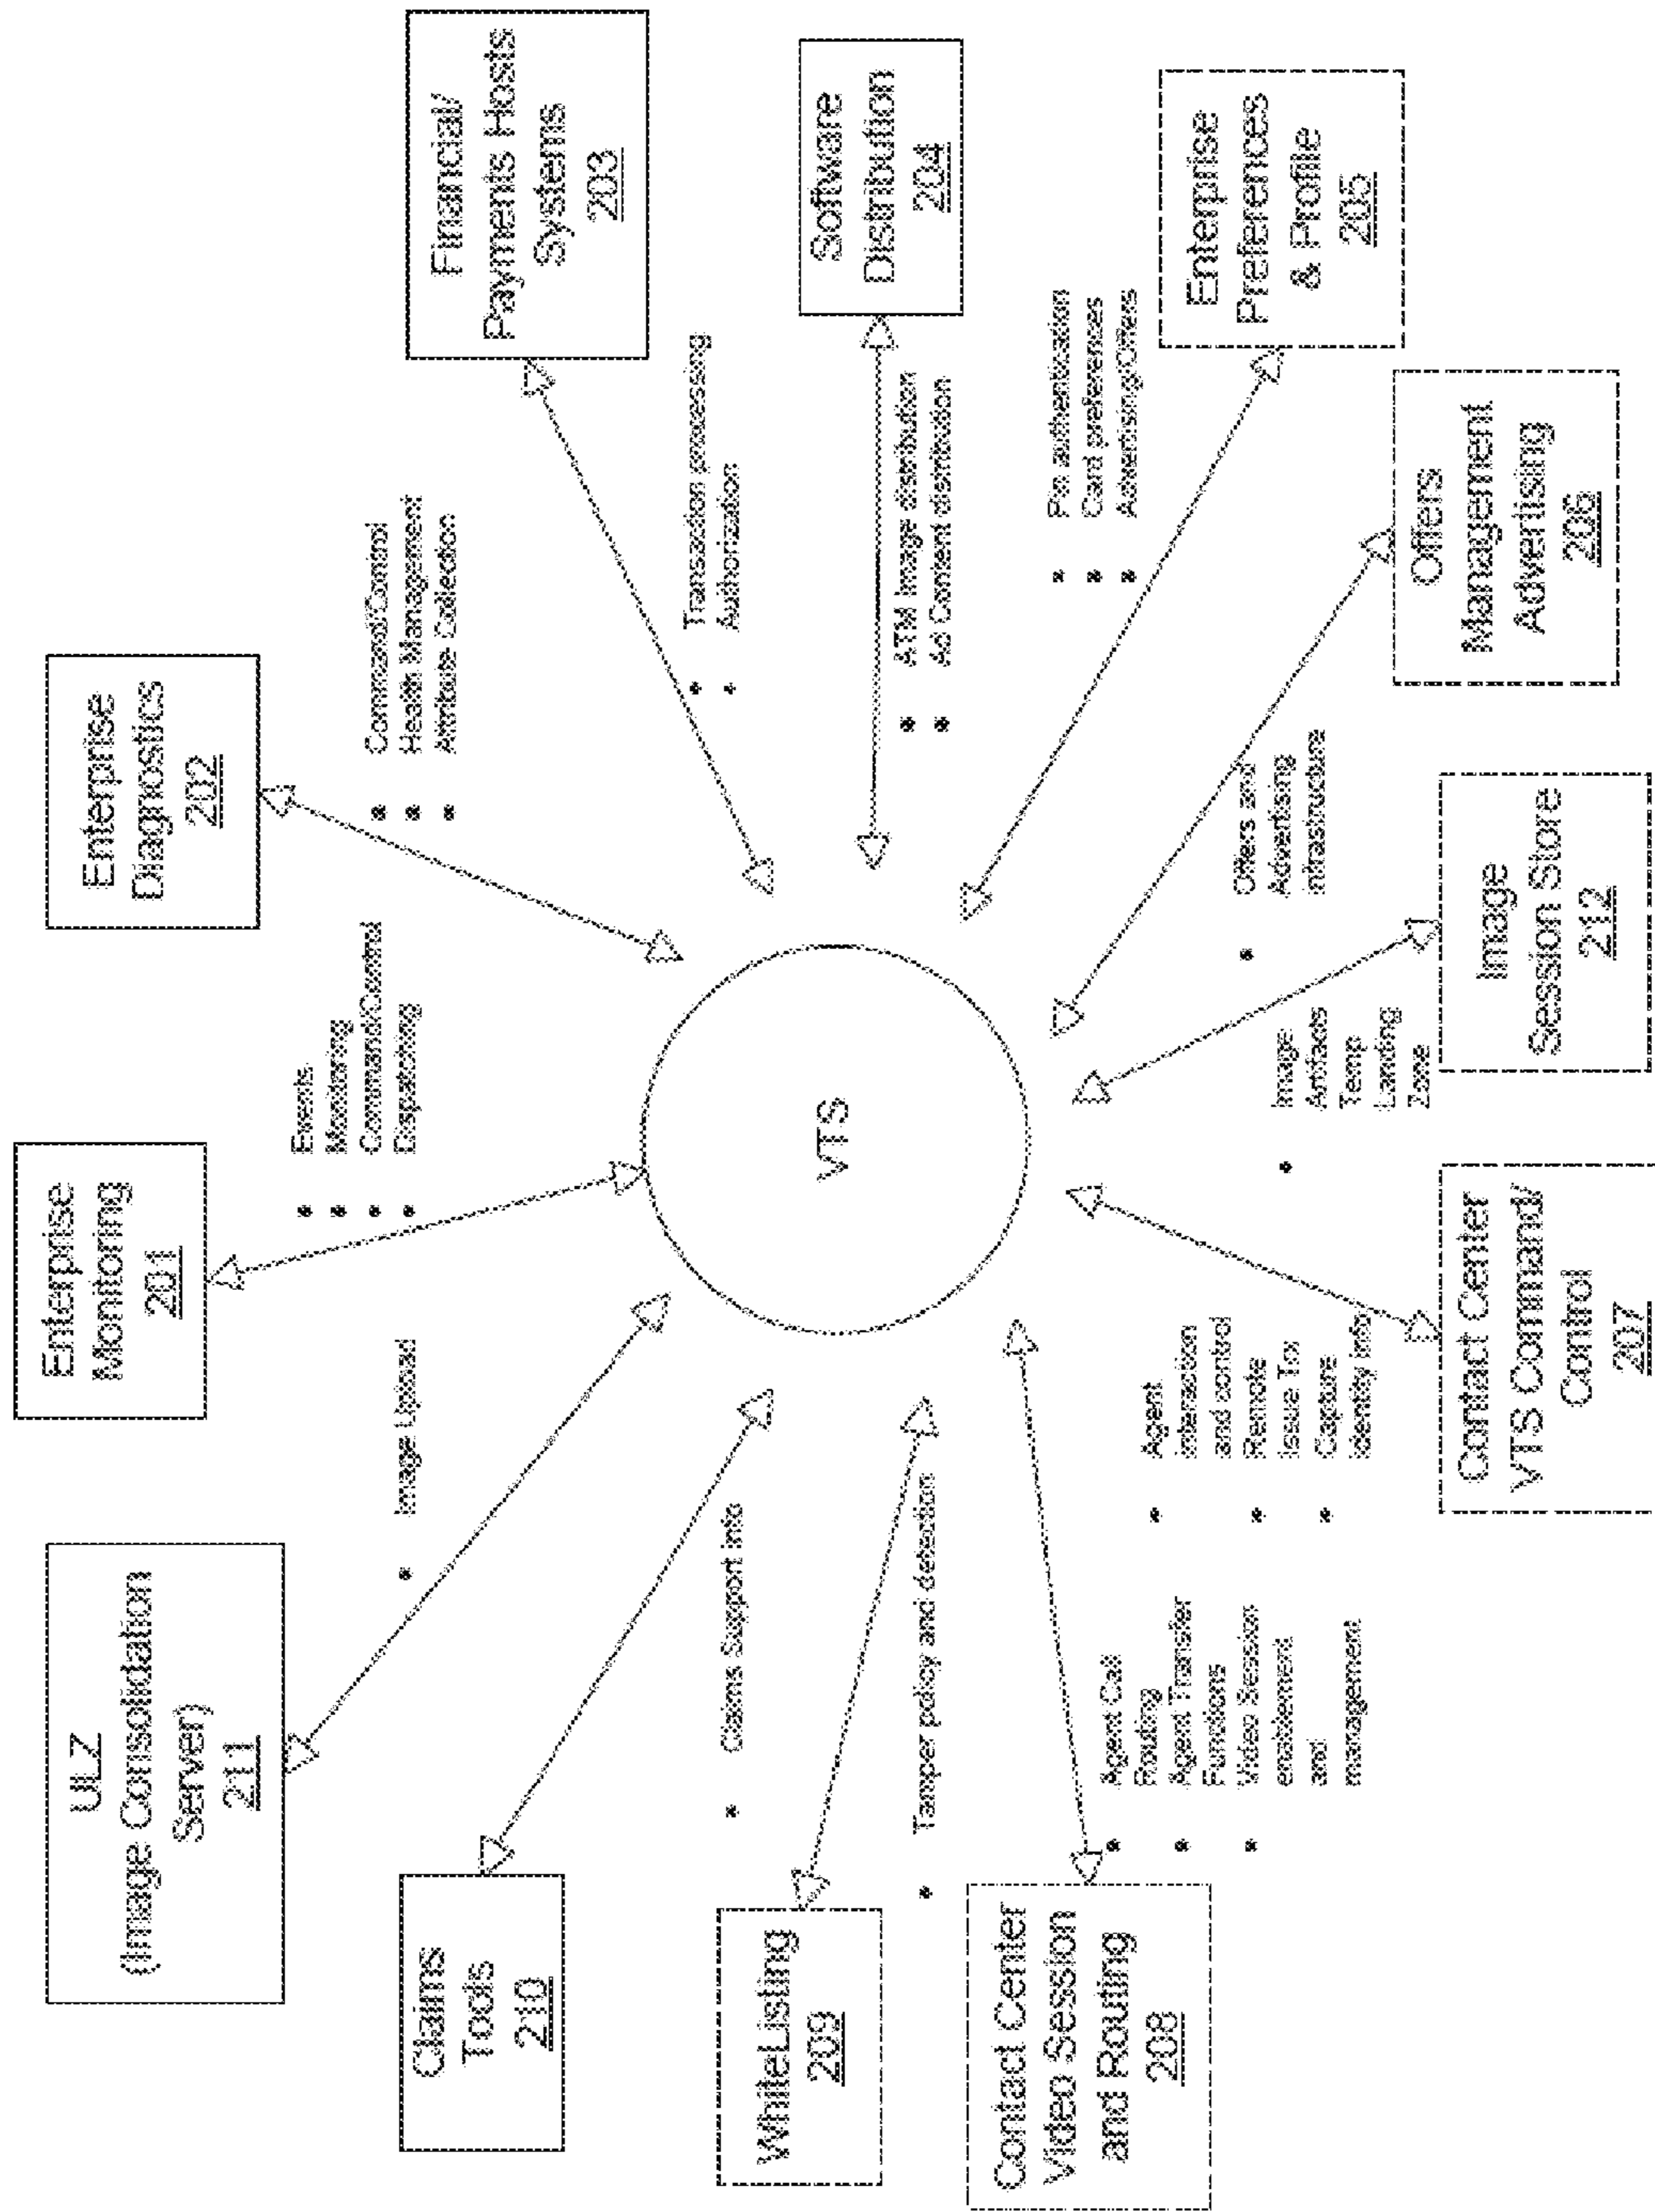 ULZ
(Image Consolidation
Server)
211
Enterprise
Monitoring
201
Enterprise
Diagnostics
202
Financial/
Payments Hosts
Systems
203
• Image Upload
• Events
• Monitoring
• Command/Control
• Dispatching
• Command/Control
• Health Management
• Attribute Collection
• Transaction processing
• Authorization
Claims
Tools
210
• Claims Support info
WhiteListing
209
• Tamper policy and detection
VTS
Software
Distribution
204
• ATM Image distribution
• Ad Content distribution
Contact Center
Video Session
and Routing
208
• Agent Call
Routing
• Agent Transfer
Functions
• Video Session
enablement
and
management
• Agent
interaction
and control
• Remote
issue Txn
• Capture
identity info
Contact Center
VTS Command/
Control
207
• Image
Artifacts
Temp
Landing
Zone
Image
Session Store
212
• Offers and
Advertising
infrastructure
Offers
Management
Advertising
206
• Pin authentication
• Card preferences
• Advertising/Offers
Enterprise
Preferences
& Profile
205